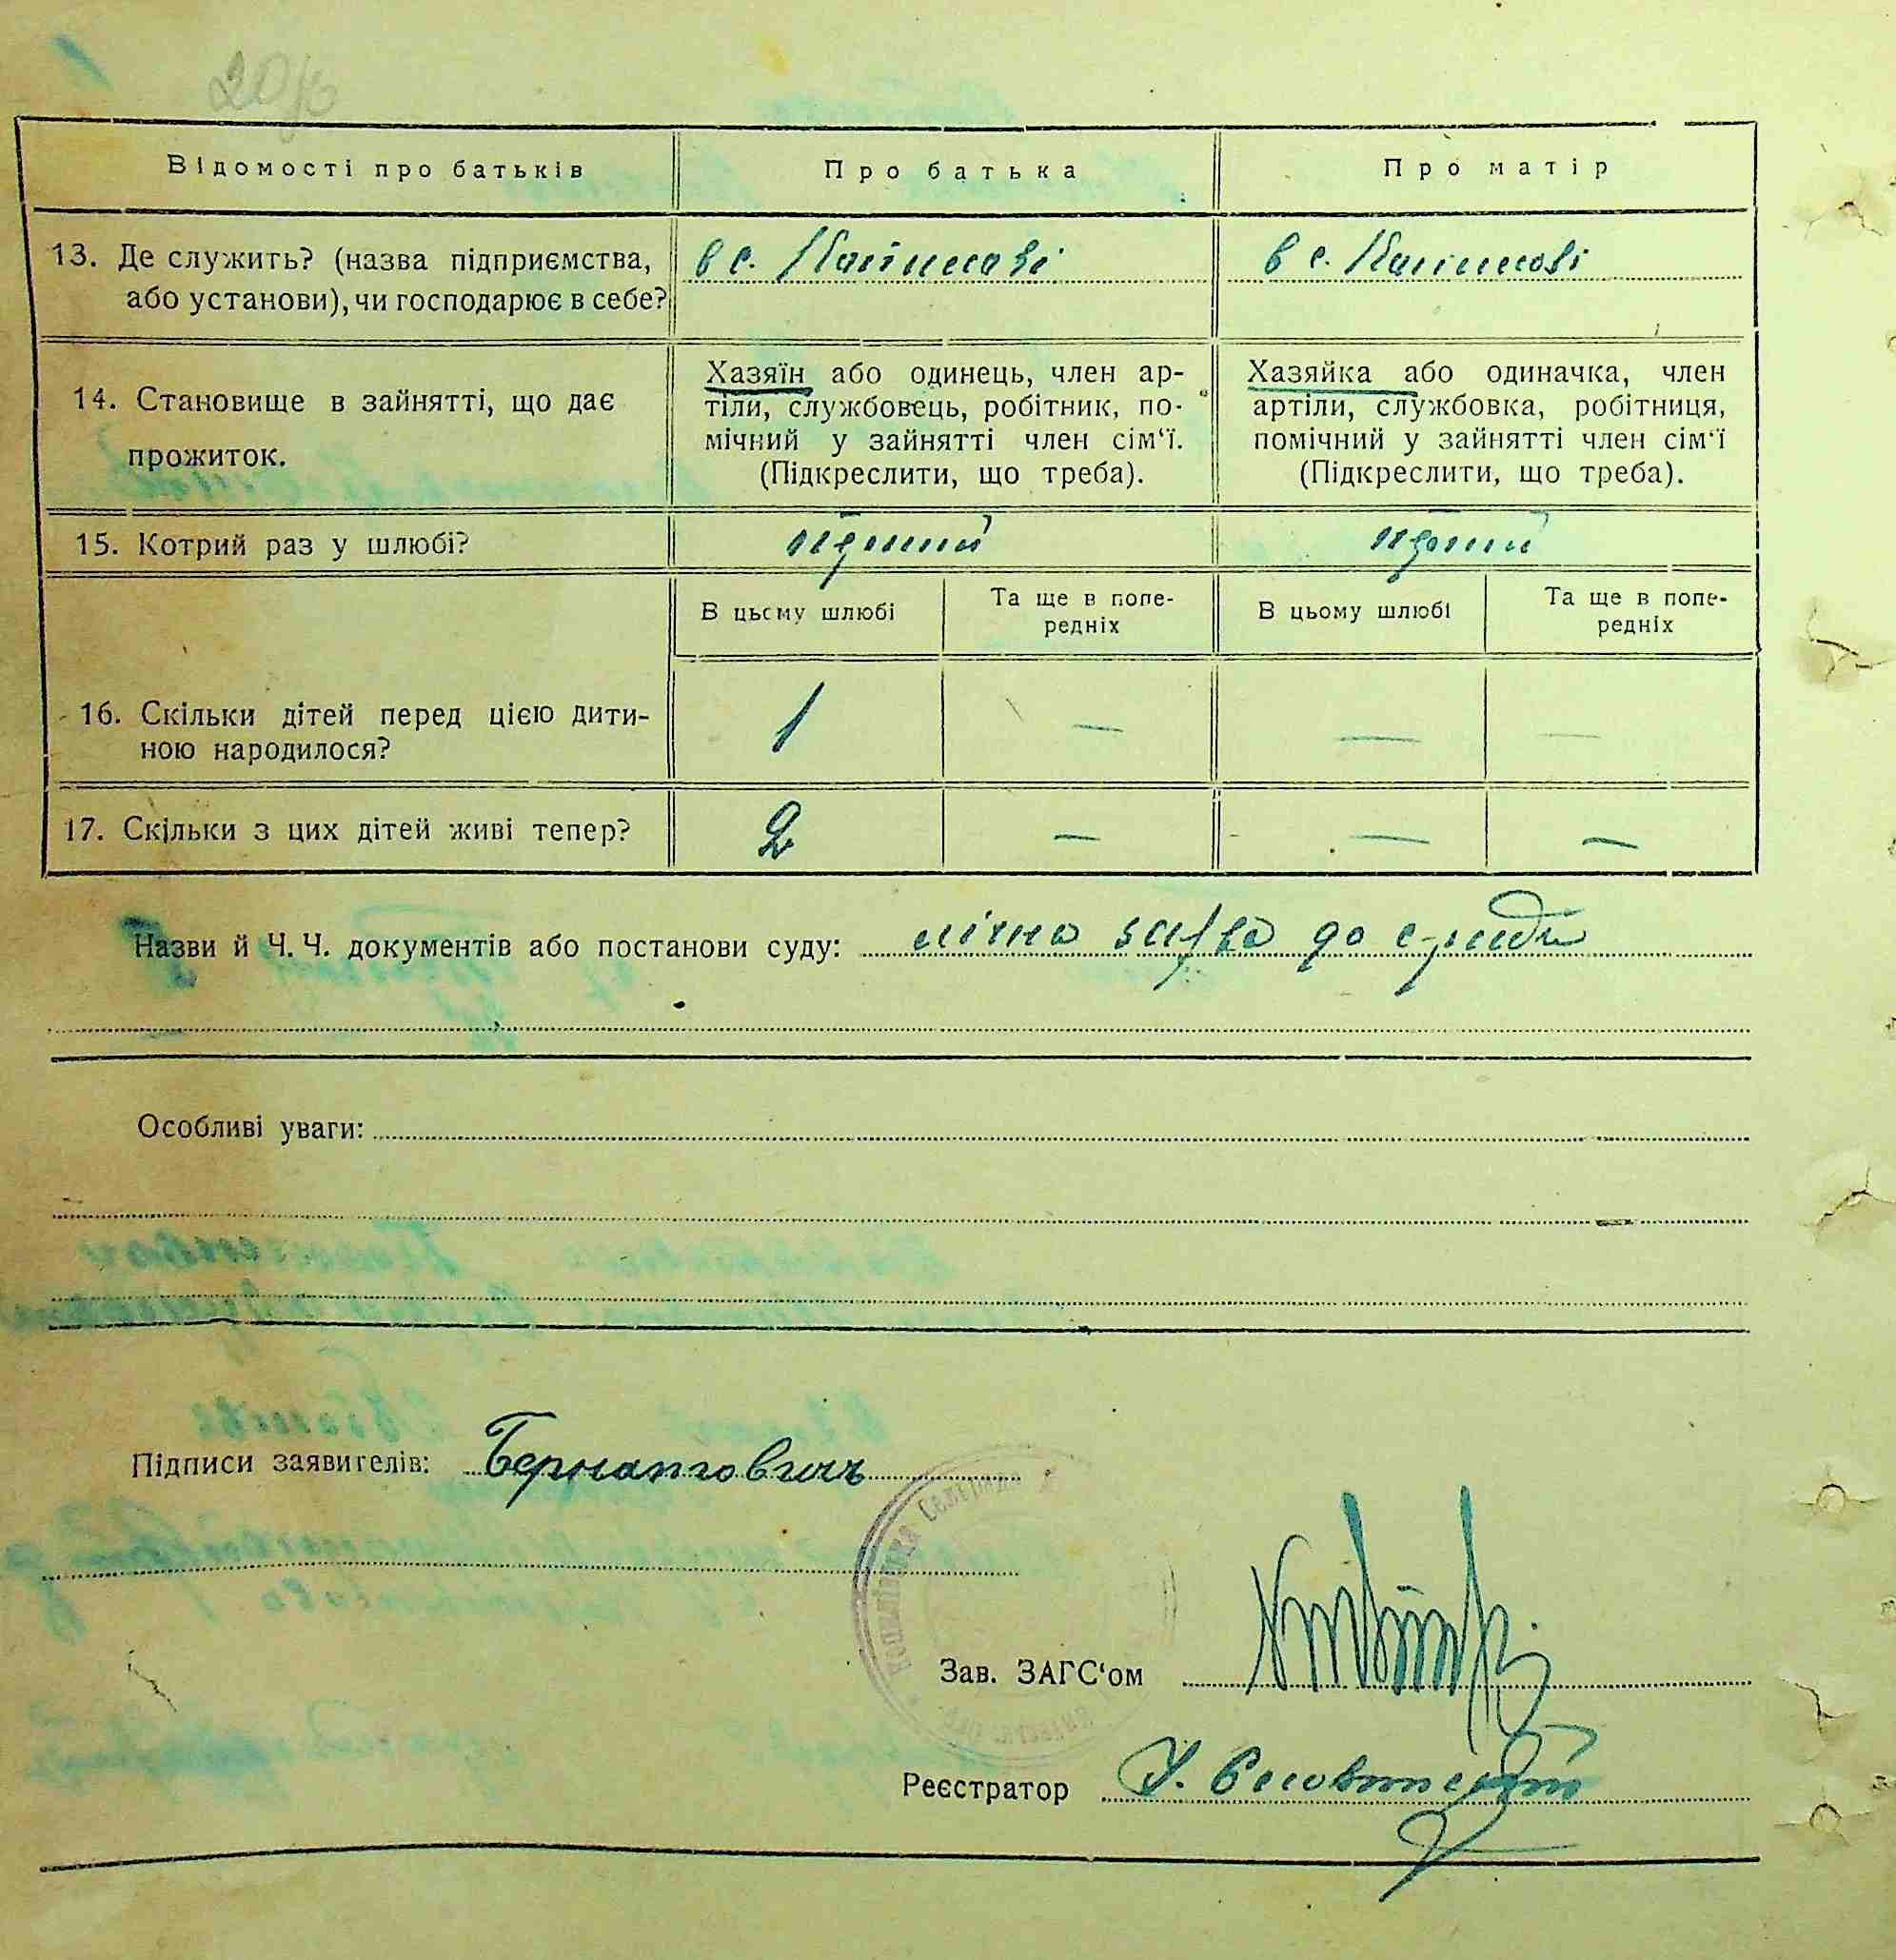 Відомості про батьків
Про батька
Про матір
13. Де служить? (назва підприємства,
або установи), чи господарює в себе?
в с.
в с.
14. Становище в зайнятті, що дає
прожиток.
Хазяїн або одинець, член ар-
тіли, службовець, робітник, по-
мічний у зайнятті член сім‘ї.
(Підкреслити, що треба).
Хазяйка або одиначка, член
артіли, службовка, робітниця,
помічний у зайнятті член сім‘ї
(Підкреслити, що треба).
15. Котрий раз у шлюбі?
перший
перший
В цьому шлюбі
Та ще в попе-
редніх
В цьому шлюбі
Та ще в попе-
редніх
16. Скільки дітей перед цією дити-
ною народилося?
1 — — —
17. Скільки з цих дітей живі тепер?
2 — — —
Назви й Ч. Ч. документів або постанови суду: до с-ради
Особливі уваги:
Підписи заявителів: Бернатович
Зав. ЗАГС‘ом
Реєстратор